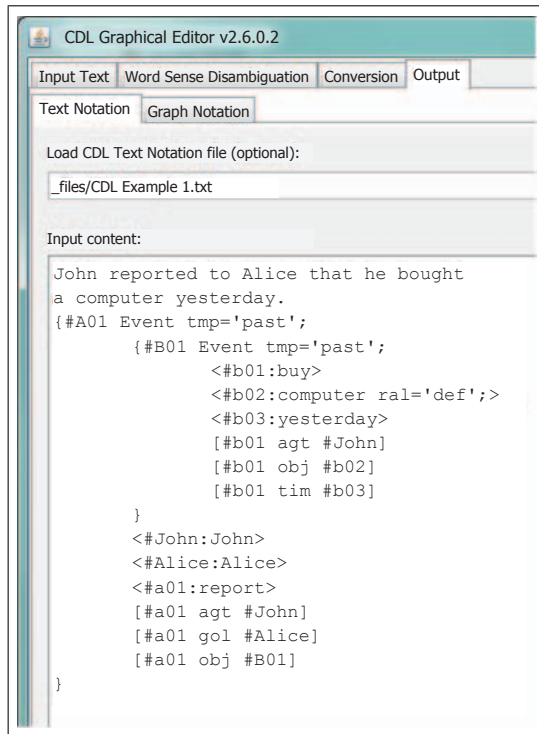 CDL Graphical Editor v2.6.0.2
Input Text Word Sense Disambiguation Conversion Output
Text Notation Graph Notation
Load CDL Text Notation file (optional):
_files/CDL Example 1.txt
Input content:
John reported to Alice that he bought
a computer yesterday.
{#A01 Event tmp='past';
{#B01 Event tmp='past';
<#b01:buy>
<#b02:computer ral='def';>
<#b03:yesterday>
[#b01 agt #John]
[#b01 obj #b02]
[#b01 tim #b03]
}
<#John:John>
<#Alice:Alice>
<#a01:report>
[#a01 agt #John]
[#a01 gol #Alice]
[#a01 obj #B01]
}